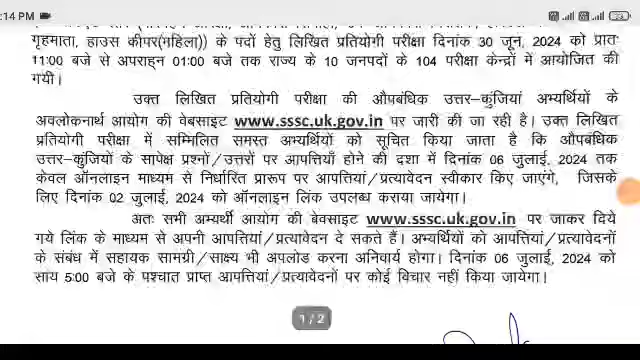 :14 PM
गृहमाता, हाउस कीपर(महिला)) के पदों हेतु लिखित प्रतियोगी परीक्षा दिनांक 30 जून, 2024 को प्रातः
11:00 बजे से अपराह्न 01:00 बजे तक राज्य के 10 जनपदों के 104 परीक्षा केन्द्रों में आयोजित की
गयी।
उक्त लिखित प्रतियोगी परीक्षा की औपबंधिक उत्तर-कुंजियां अभ्यर्थियों के
अवलोकनार्थ आयोग की वेबसाइट www.sssc.uk.gov.in पर जारी की जा रही है। उक्त लिखित
प्रतियोगी परीक्षा में सम्मिलित समस्त अभ्यर्थियों को सूचित किया जाता है कि औपबंधिक
उत्तर-कुंजियों के सापेक्ष प्रश्नों/उत्तरों पर आपत्तियाँ होने की दशा में दिनांक 06 जुलाई, 2024 तक
केवल ऑनलाइन माध्यम से निर्धारित प्रारूप पर आपत्तियां/प्रत्यावेदन स्वीकार किए जाएंगे, जिसके
लिए दिनांक 02 जुलाई, 2024 को ऑनलाइन लिंक उपलब्ध कराया जायेगा।
अतः सभी अभ्यर्थी आयोग की बेवसाइट www.sssc.uk.gov.in पर जाकर दिये
गये लिंक के माध्यम से अपनी आपत्तियां/प्रत्यावेदन दे सकते हैं। अभ्यर्थियों को आपत्तियां/प्रत्यावेदनों
के संबंध में सहायक सामग्री/साक्ष्य भी अपलोड करना अनिवार्य होगा। दिनांक 06 जुलाई, 2024 को
सायं 5:00 बजे के पश्चात प्राप्त आपत्तियां/प्रत्यावेदनों पर कोई विचार नहीं किया जायेगा।
1/2